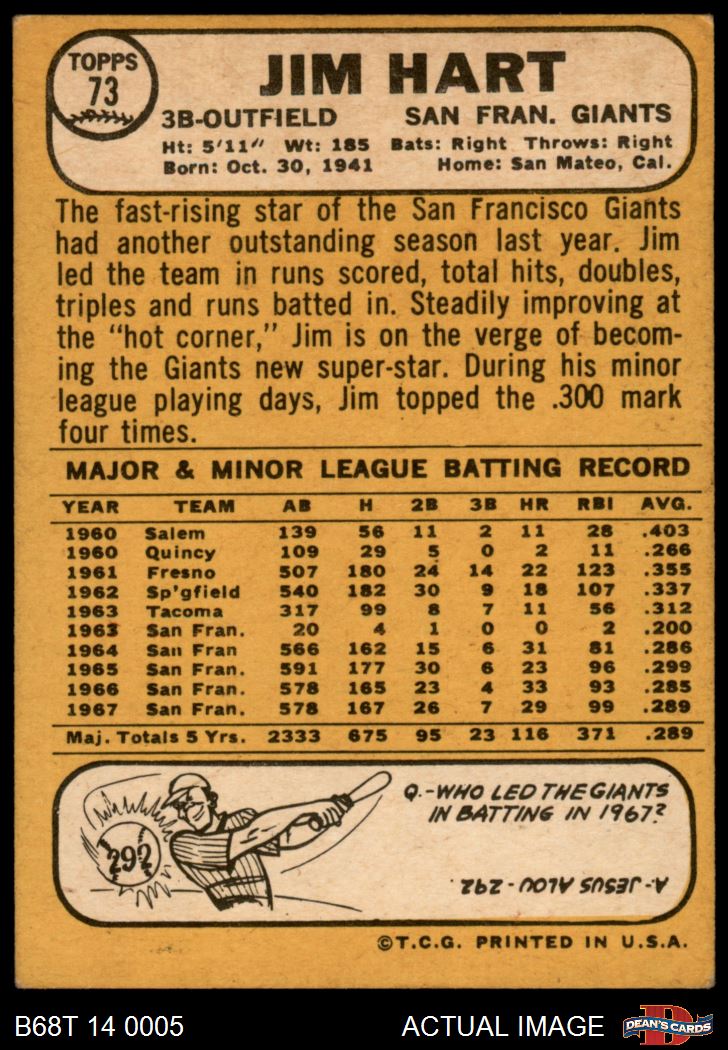 TOPPS
73
JIM HART
3B-OUTFIELD SAN FRAN. GIANTS
Ht: 5'11" Wt: 185 Bats: Right Throws: Right
Born: Oct. 30, 1941 Home: San Mateo, Cal.
The fast-rising star of the San Francisco Giants
had another outstanding season last year. Jim
led the team in runs scored, total hits, doubles,
triples and runs batted in. Steadily improving at
the "hot corner," Jim is on the verge of becom-
ing the Giants new super-star. During his minor
league playing days, Jim topped the .300 mark
four times.
MAJOR & MINOR LEAGUE BATTING RECORD
YEAR TEAM AB H 2B 3B HR RBI AVG.
1960 Salem 139 56 11 2 11 28 .403
1960 Quincy 109 29 5 0 2 11 .266
1961 Fresno 507 180 24 14 22 123 .355
1962 Sp'gfield 540 182 30 9 18 107 .337
1963 Tacoma 317 99 8 7 11 56 .312
1963 San Fran. 20 4 1 0 0 2 .200
1964 San Fran 566 162 15 6 31 81 .286
1965 San Fran. 591 177 30 6 23 96 .299
1966 San Fran. 578 165 23 4 33 93 .285
1967 San Fran. 578 167 26 7 29 99 .289
Maj. Totals 5 Yrs. 2333 675 95 23 116 371 .289
292
Q.-WHO LED THE GIANTS
IN BATTING IN 1967?
A- JESUS ALOU - 292
©T.C.G. PRINTED IN U.S.A.
B68T 14 0005 ACTUAL IMAGE
D
DEAN'S CARDS